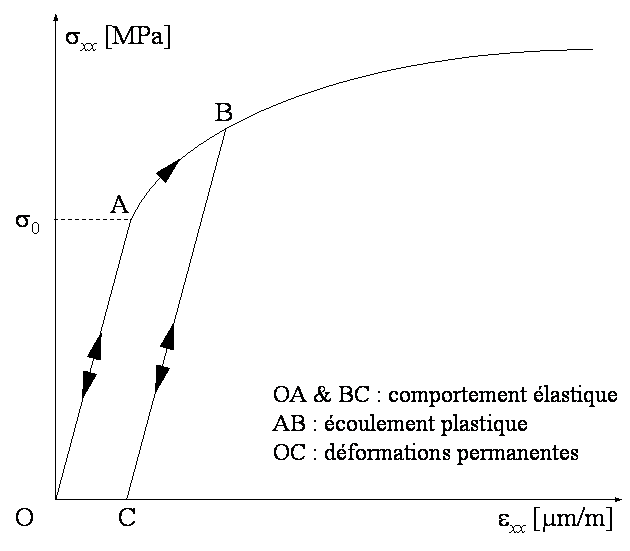 σxx [MPa]
B
A
σ0
OA & BC : comportement élastique
AB : écoulement plastique
OC : déformations permanentes
O
C
εxx [µm/m]